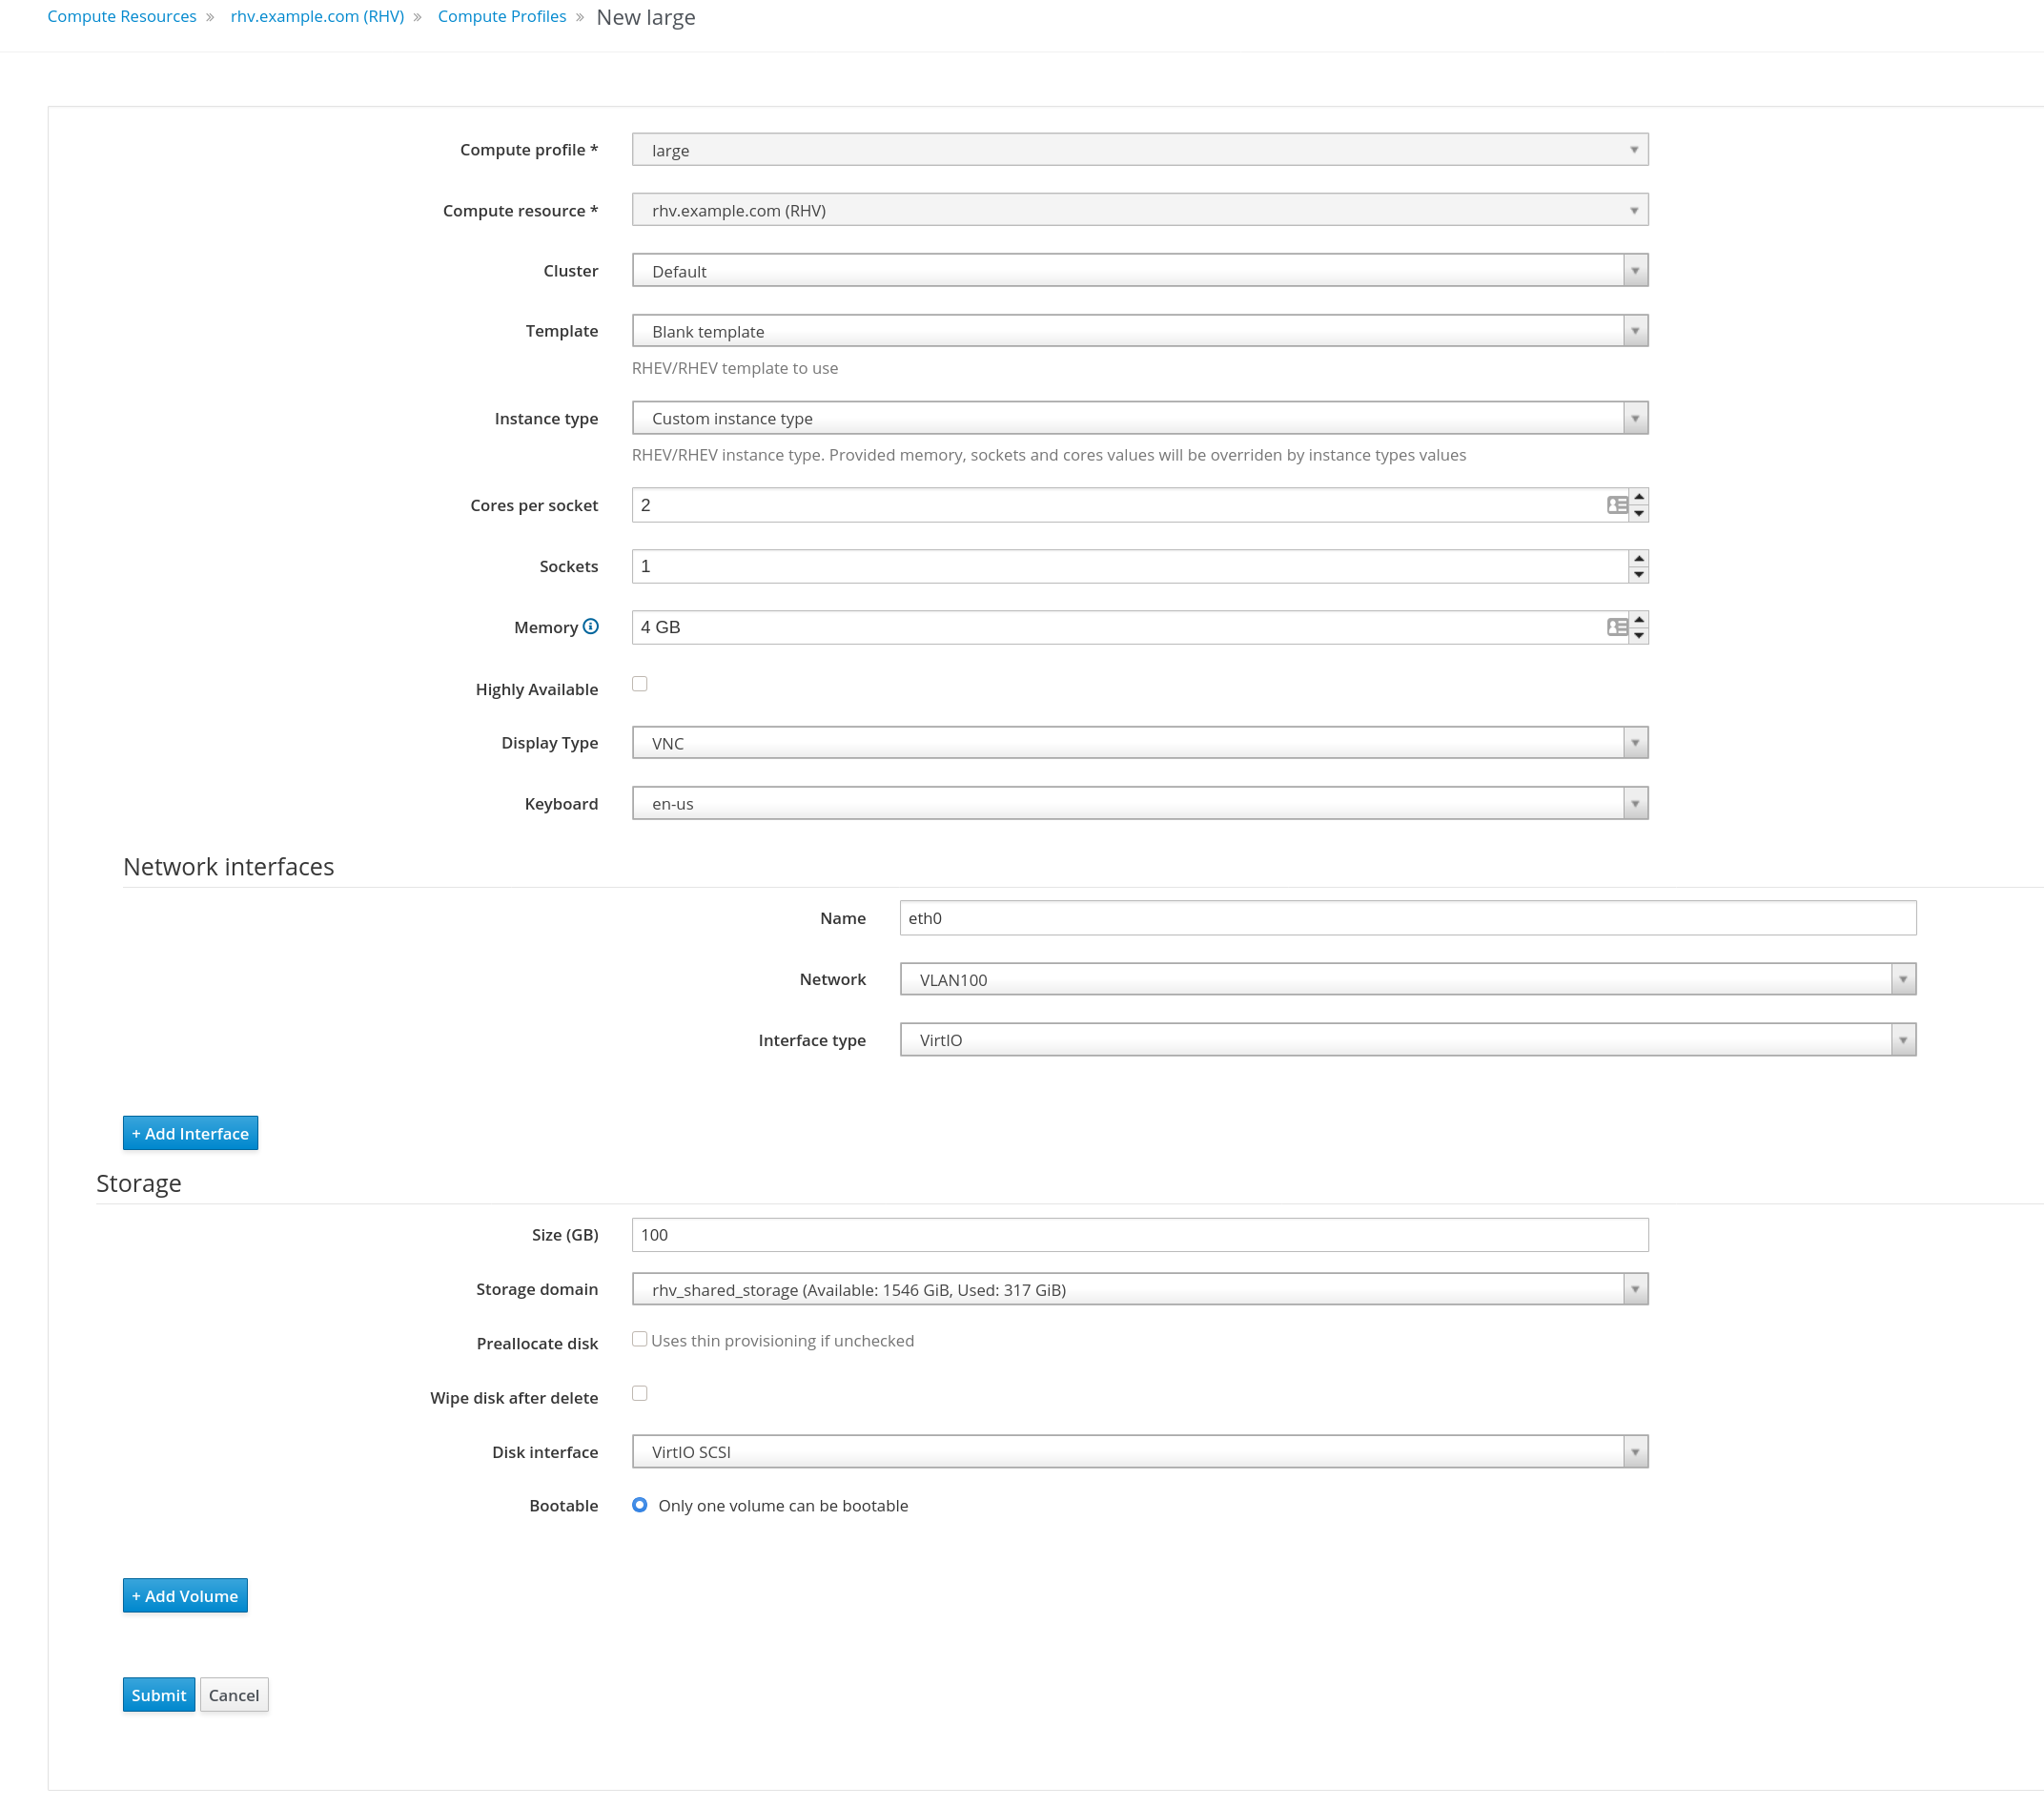 Compute Resources » rhv.example.com (RHV) » Compute Profiles » New large
Compute profile * large
Compute resource * rhv.example.com (RHV)
Cluster Default
Template Blank template
RHEV/RHEV template to use
Instance type Custom instance type
RHEV/RHEV instance type. Provided memory, sockets and cores values will be overriden by instance types values
Cores per socket 2
Sockets 1
Memory 4 GB
Highly Available
Display Type VNC
Keyboard en-us
Network interfaces
Name eth0
Network VLAN100
Interface type VirtIO
+ Add Interface
Storage
Size (GB) 100
Storage domain rhv_shared_storage (Available: 1546 GiB, Used: 317 GiB)
Preallocate disk Uses thin provisioning if unchecked
Wipe disk after delete
Disk interface VirtIO SCSI
Bootable Only one volume can be bootable
+ Add Volume
Submit Cancel